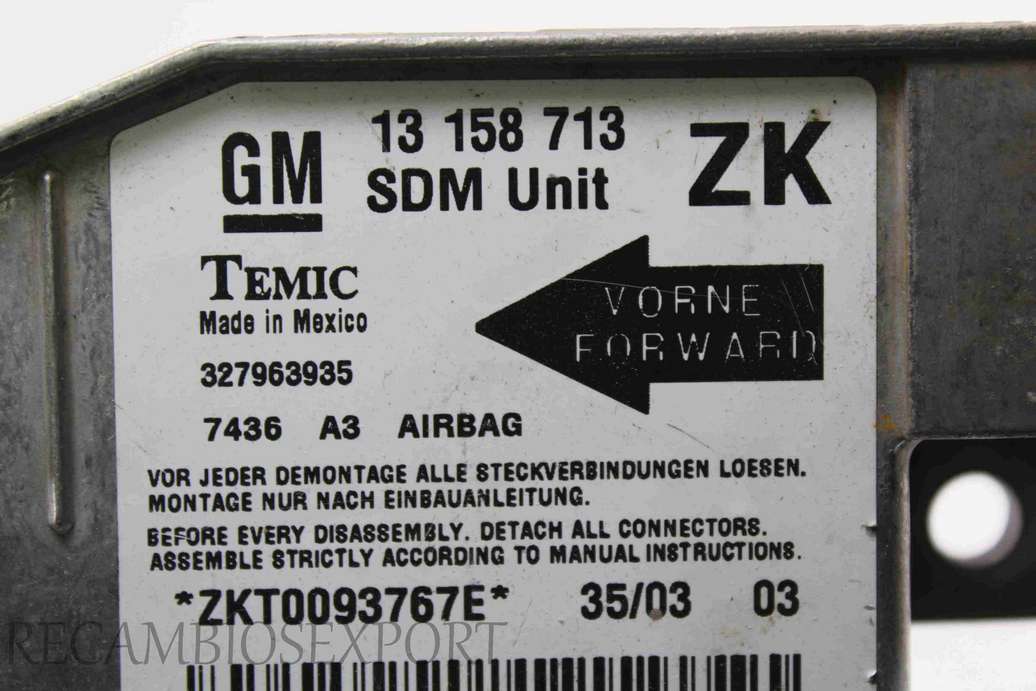 GM
13 158 713
ZK
SDM Unit
TEMIC
Made in Mexico
VORNE
FORWARD
327963935
7436 A3 AIRBAG
VOR JEDER DEMONTAGE ALLE STECKVERBINDUNGEN LOESEN.
MONTAGE NUR NACH EINBAUANLEITUNG.
BEFORE EVERY DISASSEMBLY. DETACH ALL CONNECTORS.
ASSEMBLE STRICTLY ACCORDING TO MANUAL INSTRUCTIONS.
*ZKT0093767E* 35/03 03
RECAMBIOSEXPORT